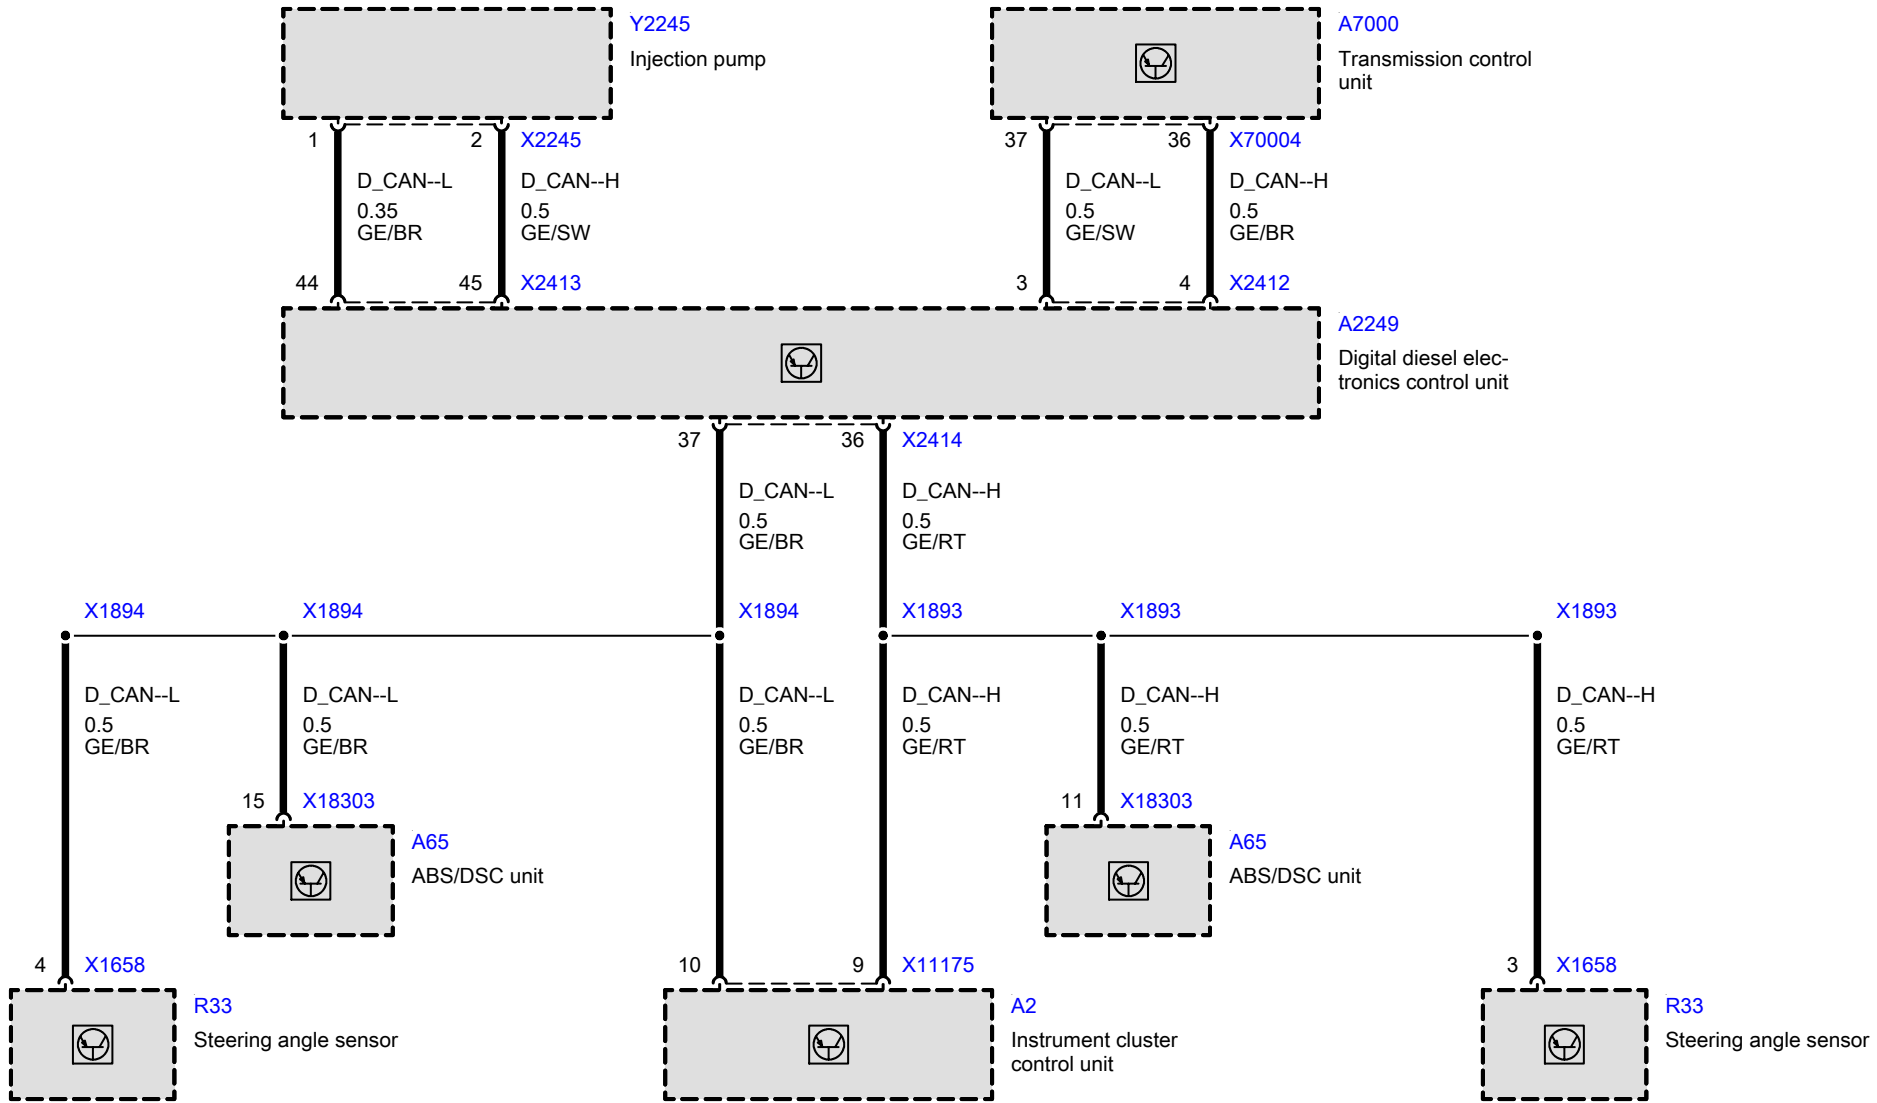 Y2245
Injection pump
A7000
Transmission control
unit
1
2
X2245
37
36
X70004
D_CAN--L
0.35
GE/BR
D_CAN--H
0.5
GE/SW
D_CAN--L
0.5
GE/SW
D_CAN--H
0.5
GE/BR
44
45
X2413
3
4
X2412
A2249
Digital diesel elec-
tronics control unit
37
36
X2414
D_CAN--L
0.5
GE/BR
D_CAN--H
0.5
GE/RT
X1894
X1894
X1894
X1893
X1893
X1893
D_CAN--L
0.5
GE/BR
D_CAN--L
0.5
GE/BR
D_CAN--L
0.5
GE/BR
D_CAN--H
0.5
GE/RT
D_CAN--H
0.5
GE/RT
D_CAN--H
0.5
GE/RT
15
X18303
11
X18303
A65
ABS/DSC unit
A65
ABS/DSC unit
4
X1658
10
9
X11175
3
X1658
R33
Steering angle sensor
A2
Instrument cluster
control unit
R33
Steering angle sensor